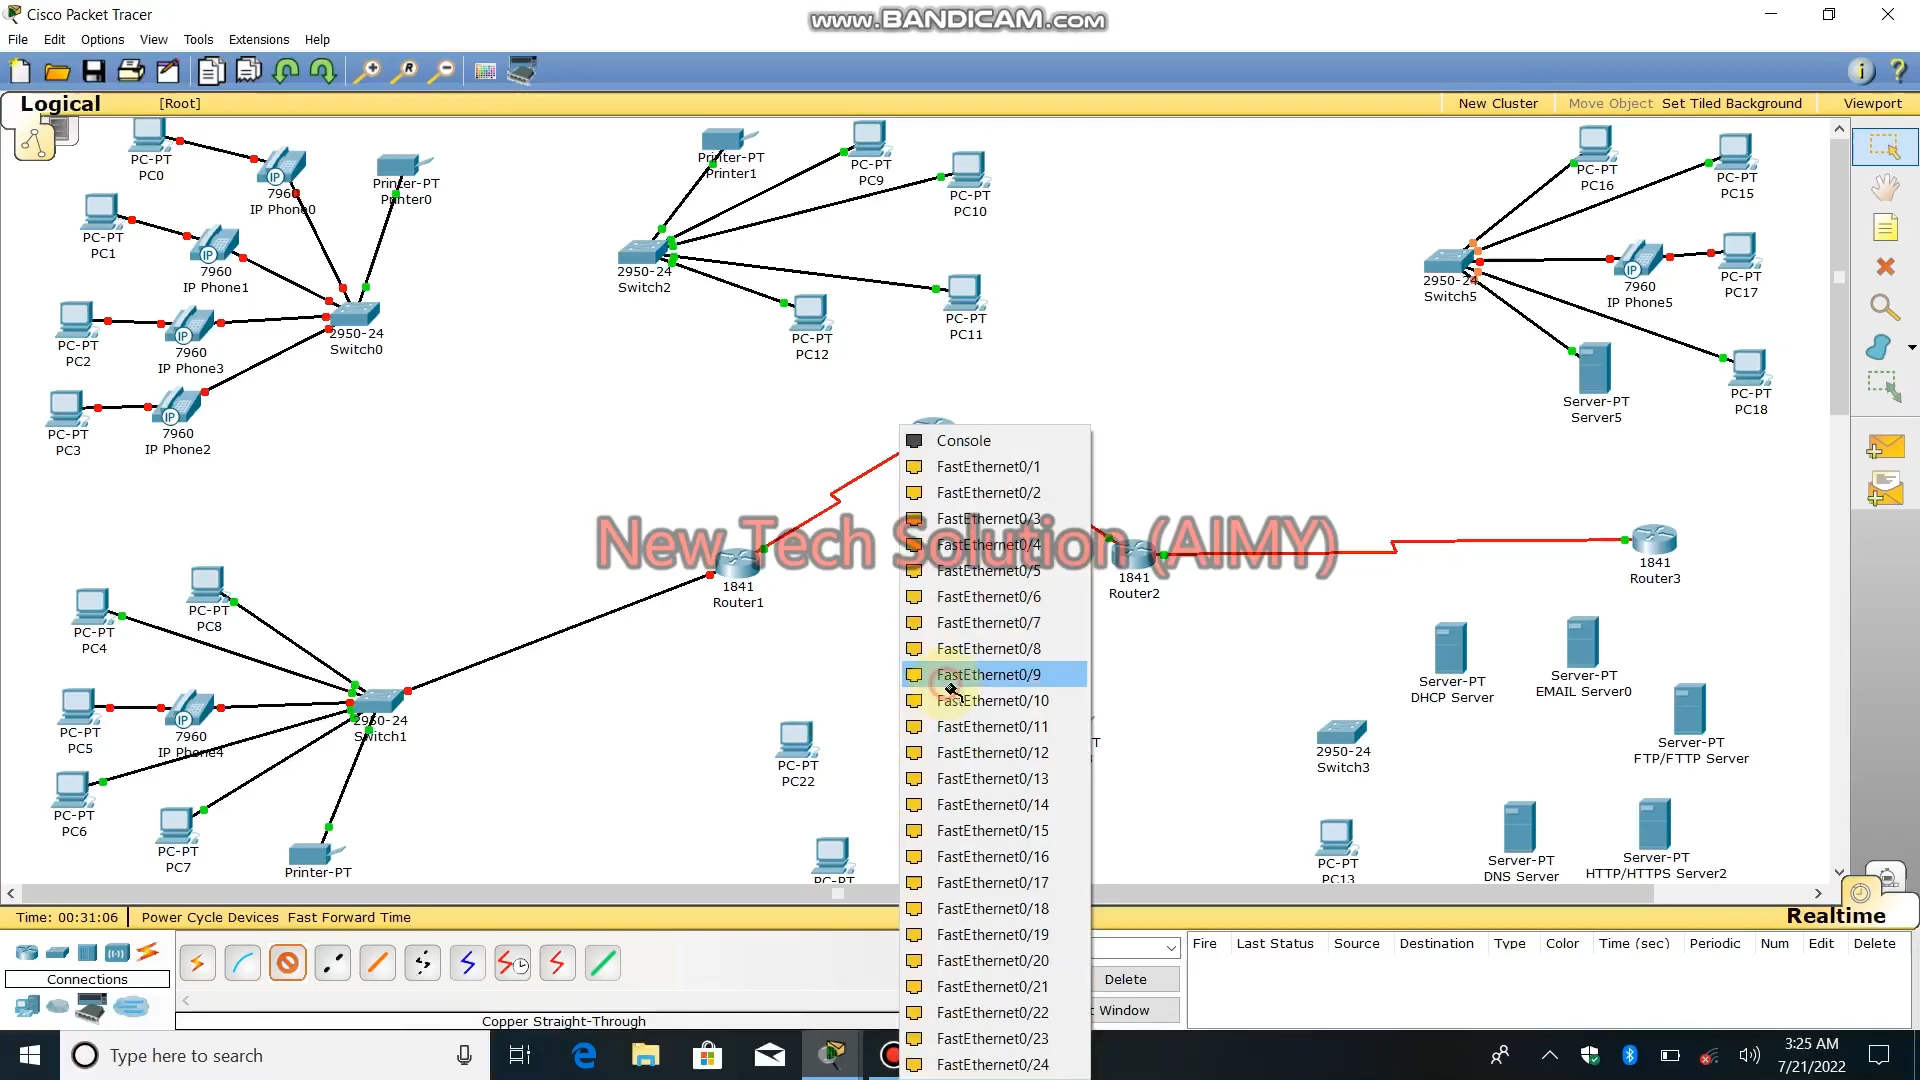 Cisco Packet Tracer
www.BANDICAM.com
File Edit Options View Tools Extensions Help
Logical [Root] New Cluster Move Object Set Tiled Background Viewport
PC-PT
PC0
7960
IP Phone0
Printer-PT
Printer0
PC-PT
PC1
7960
IP Phone1
PC-PT
PC2
7960
IP Phone3
2950-24
Switch0
PC-PT
PC3
7960
IP Phone2
Printer-PT
Printer1
PC-PT
PC9
PC-PT
PC10
2950-24
Switch2
PC-PT
PC11
PC-PT
PC12
PC-PT
PC16
PC-PT
PC15
2950-24
Switch5
7960
IP Phone5
PC-PT
PC17
Server-PT
Server5
PC-PT
PC18
New Tech Solution (AIMY)
1841
Router1
1841
Router2
1841
Router3
PC-PT
PC8
PC-PT
PC4
PC-PT
PC5
7960
IP Phone4
2950-24
Switch1
PC-PT
PC6
PC-PT
PC7
Printer-PT
PC-PT
PC22
PC-PT
Server-PT
DHCP Server
Server-PT
EMAIL Server0
Server-PT
FTP/FTTP Server
2950-24
Switch3
PC-PT
PC13
Server-PT
DNS Server
Server-PT
HTTP/HTTPS Server2
Console
FastEthernet0/1
FastEthernet0/2
FastEthernet0/3
FastEthernet0/4
FastEthernet0/5
FastEthernet0/6
FastEthernet0/7
FastEthernet0/8
FastEthernet0/9
FastEthernet0/10
FastEthernet0/11
FastEthernet0/12
FastEthernet0/13
FastEthernet0/14
FastEthernet0/15
FastEthernet0/16
FastEthernet0/17
FastEthernet0/18
FastEthernet0/19
FastEthernet0/20
FastEthernet0/21
FastEthernet0/22
FastEthernet0/23
FastEthernet0/24
Time: 00:31:06 Power Cycle Devices Fast Forward Time
Realtime
Connections
Copper Straight-Through
Delete
Window
Fire Last Status Source Destination Type Color Time (sec) Periodic Num Edit Delete
Type here to search
3:25 AM
7/21/2022